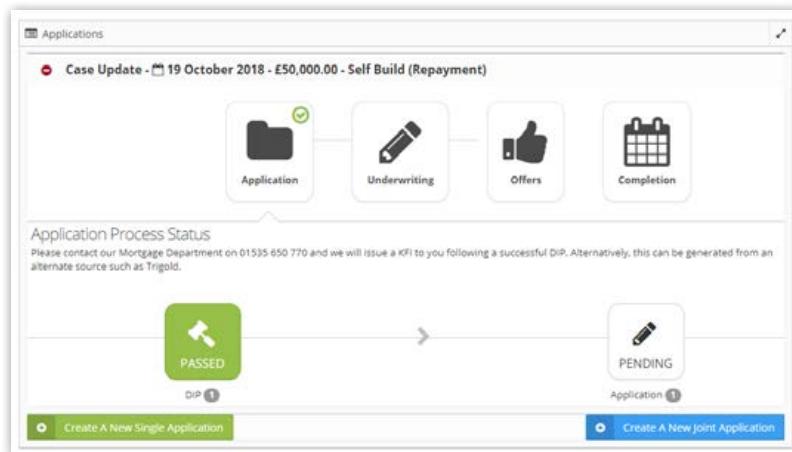 Applications
Case Update - 19 October 2018 - £50,000.00 - Self Build (Repayment)
Application Underwriting Offers Completion
Application Process Status
Please contact our Mortgage Department on 01535 650 770 and we will issue a KFI to you following a successful DIP. Alternatively, this can be generated from an
alternate source such as Trigold.
PASSED PENDING
DIP 1 Application 1
Create A New Single Application Create A New Joint Application